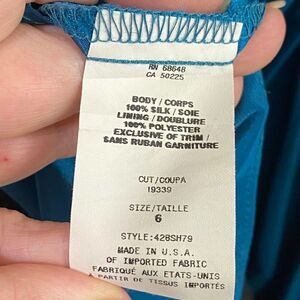 RN 68648
CA 50225
BODY / CORPS
100% SILK / SOIE
LINING / DOUBLURE
100% POLYESTER
EXCLUSIVE OF TRIM /
SANS RUBAN GARNITURE
CUT/COUPA
19339
SIZE/TAILLE
6
STYLE:428SH79
MADE IN U.S.A.
OF IMPORTED FABRIC
FABRIQUÉ AUX ETATS-UNIS
A PARTIR DE TISSUS IMPORTÉS